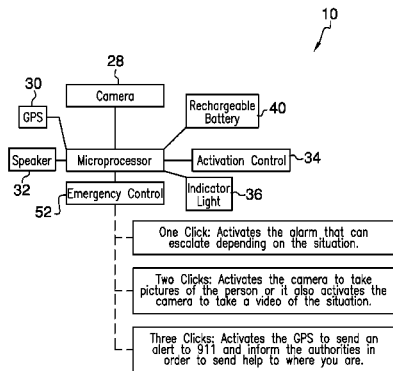 10
28
Camera
30
GPS
Rechargeable
Battery
40
Speaker
32
Microprocessor
Activation Control
34
Emergency Control
52
Indicator
Light
36
One Click: Activates the alarm that can
escalate depending on the situation.
Two Clicks: Activates the camera to take
pictures of the person or it also activates the
camera to take a video of the situation.
Three Clicks: Activates the GPS to send an
alert to 911 and inform the authorities in
order to send help to where you are.